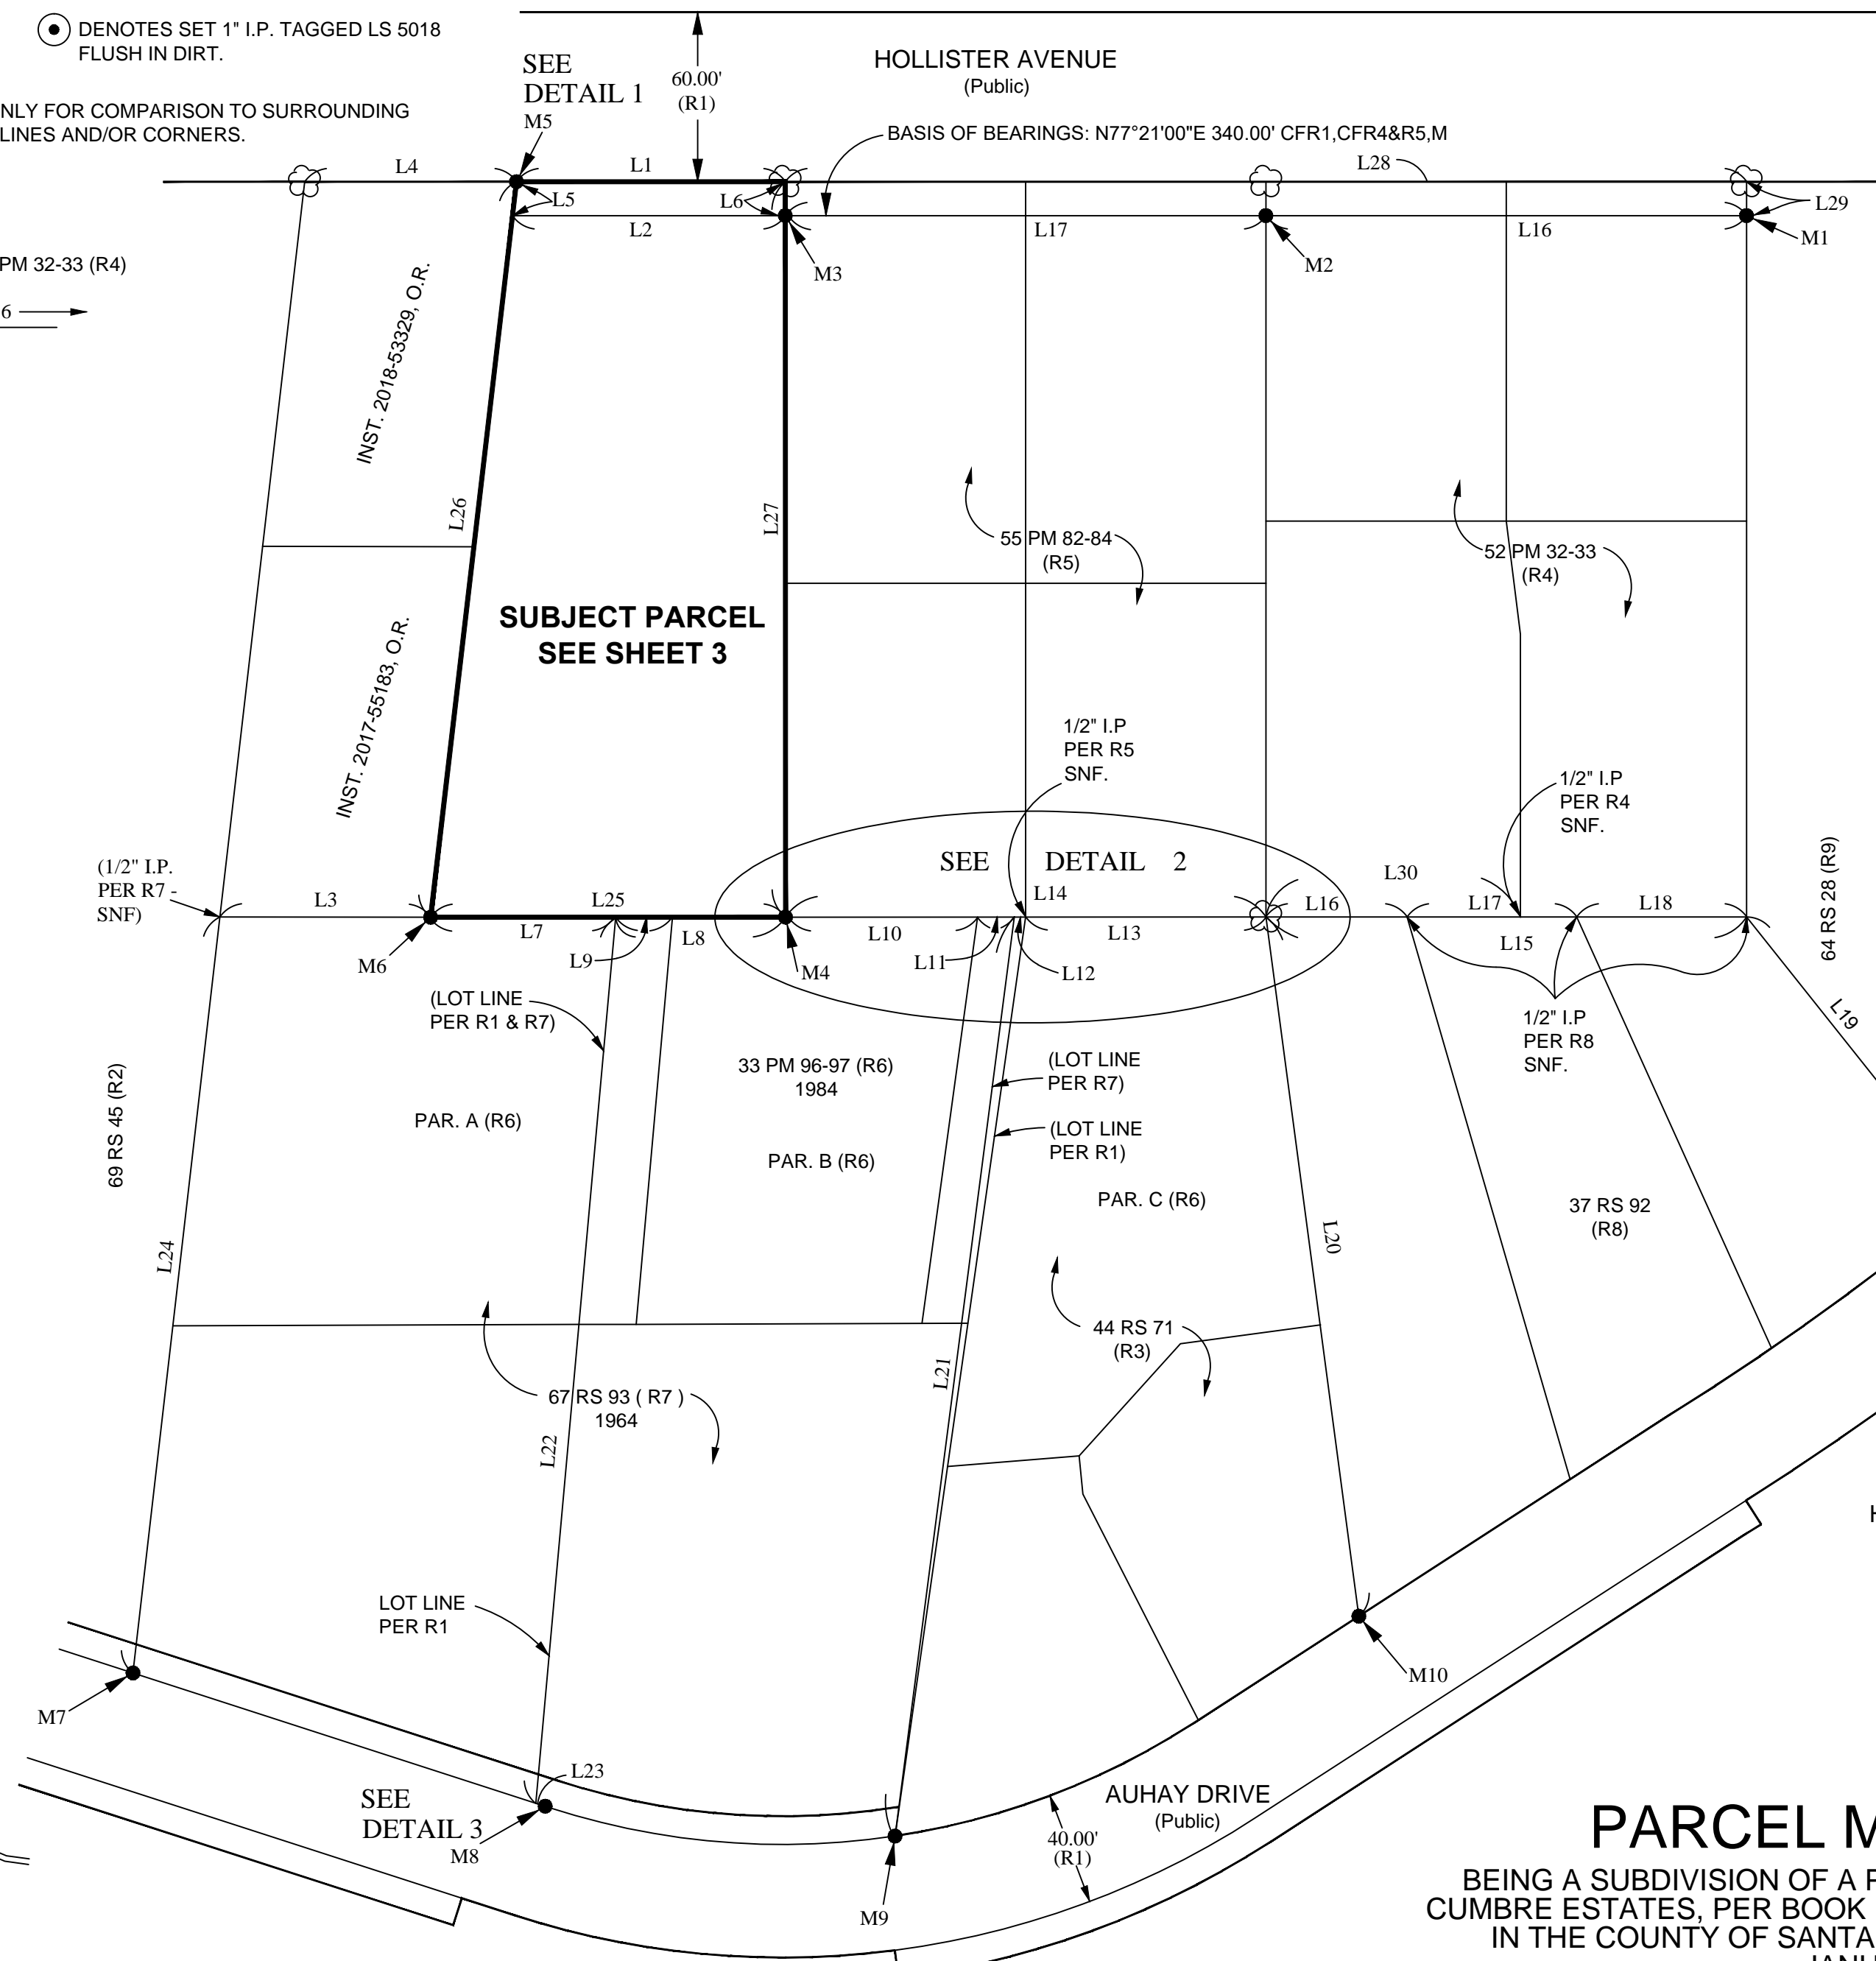 DENOTES SET 1" I.P. TAGGED LS 5018
FLUSH IN DIRT.
NLY FOR COMPARISON TO SURROUNDING
LINES AND/OR CORNERS.
PM 32-33 (R4)
6
SEE
DETAIL 1
M5
60.00'
(R1)
HOLLISTER AVENUE
(Public)
BASIS OF BEARINGS: N77°21'00"E 340.00' CFR1,CFR4&R5,M
L4
L1
L28
L5
L6
L29
L2
L17
L16
M1
M3
M2
INST. 2018-53329, O.R.
L26
L27
55 PM 82-84
(R5)
52 PM 32-33
(R4)
SUBJECT PARCEL
SEE SHEET 3
INST. 2017-55183, O.R.
1/2" I.P
PER R5
SNF.
1/2" I.P
PER R4
SNF.
64 RS 28 (R9)
(1/2" I.P.
PER R7 -
SNF)
SEE DETAIL 2
L3
L25
L14
L30
L16
L17
L18
L7
L8
L10
L13
L15
M6
L9
M4
L11
L12
(LOT LINE
PER R1 & R7)
1/2" I.P
PER R8
SNF.
L19
33 PM 96-97 (R6)
1984
(LOT LINE
PER R7)
69 RS 45 (R2)
PAR. A (R6)
(LOT LINE
PER R1)
PAR. B (R6)
PAR. C (R6)
37 RS 92
(R8)
L24
L20
44 RS 71
(R3)
L21
67 RS 93 ( R7 )
1964
L22
H
LOT LINE
PER R1
M10
M7
L23
SEE
DETAIL 3
M8
AUHAY DRIVE
(Public)
40.00'
(R1)
M9
PARCEL M
BEING A SUBDIVISION OF A P
CUMBRE ESTATES, PER BOOK
IN THE COUNTY OF SANTA